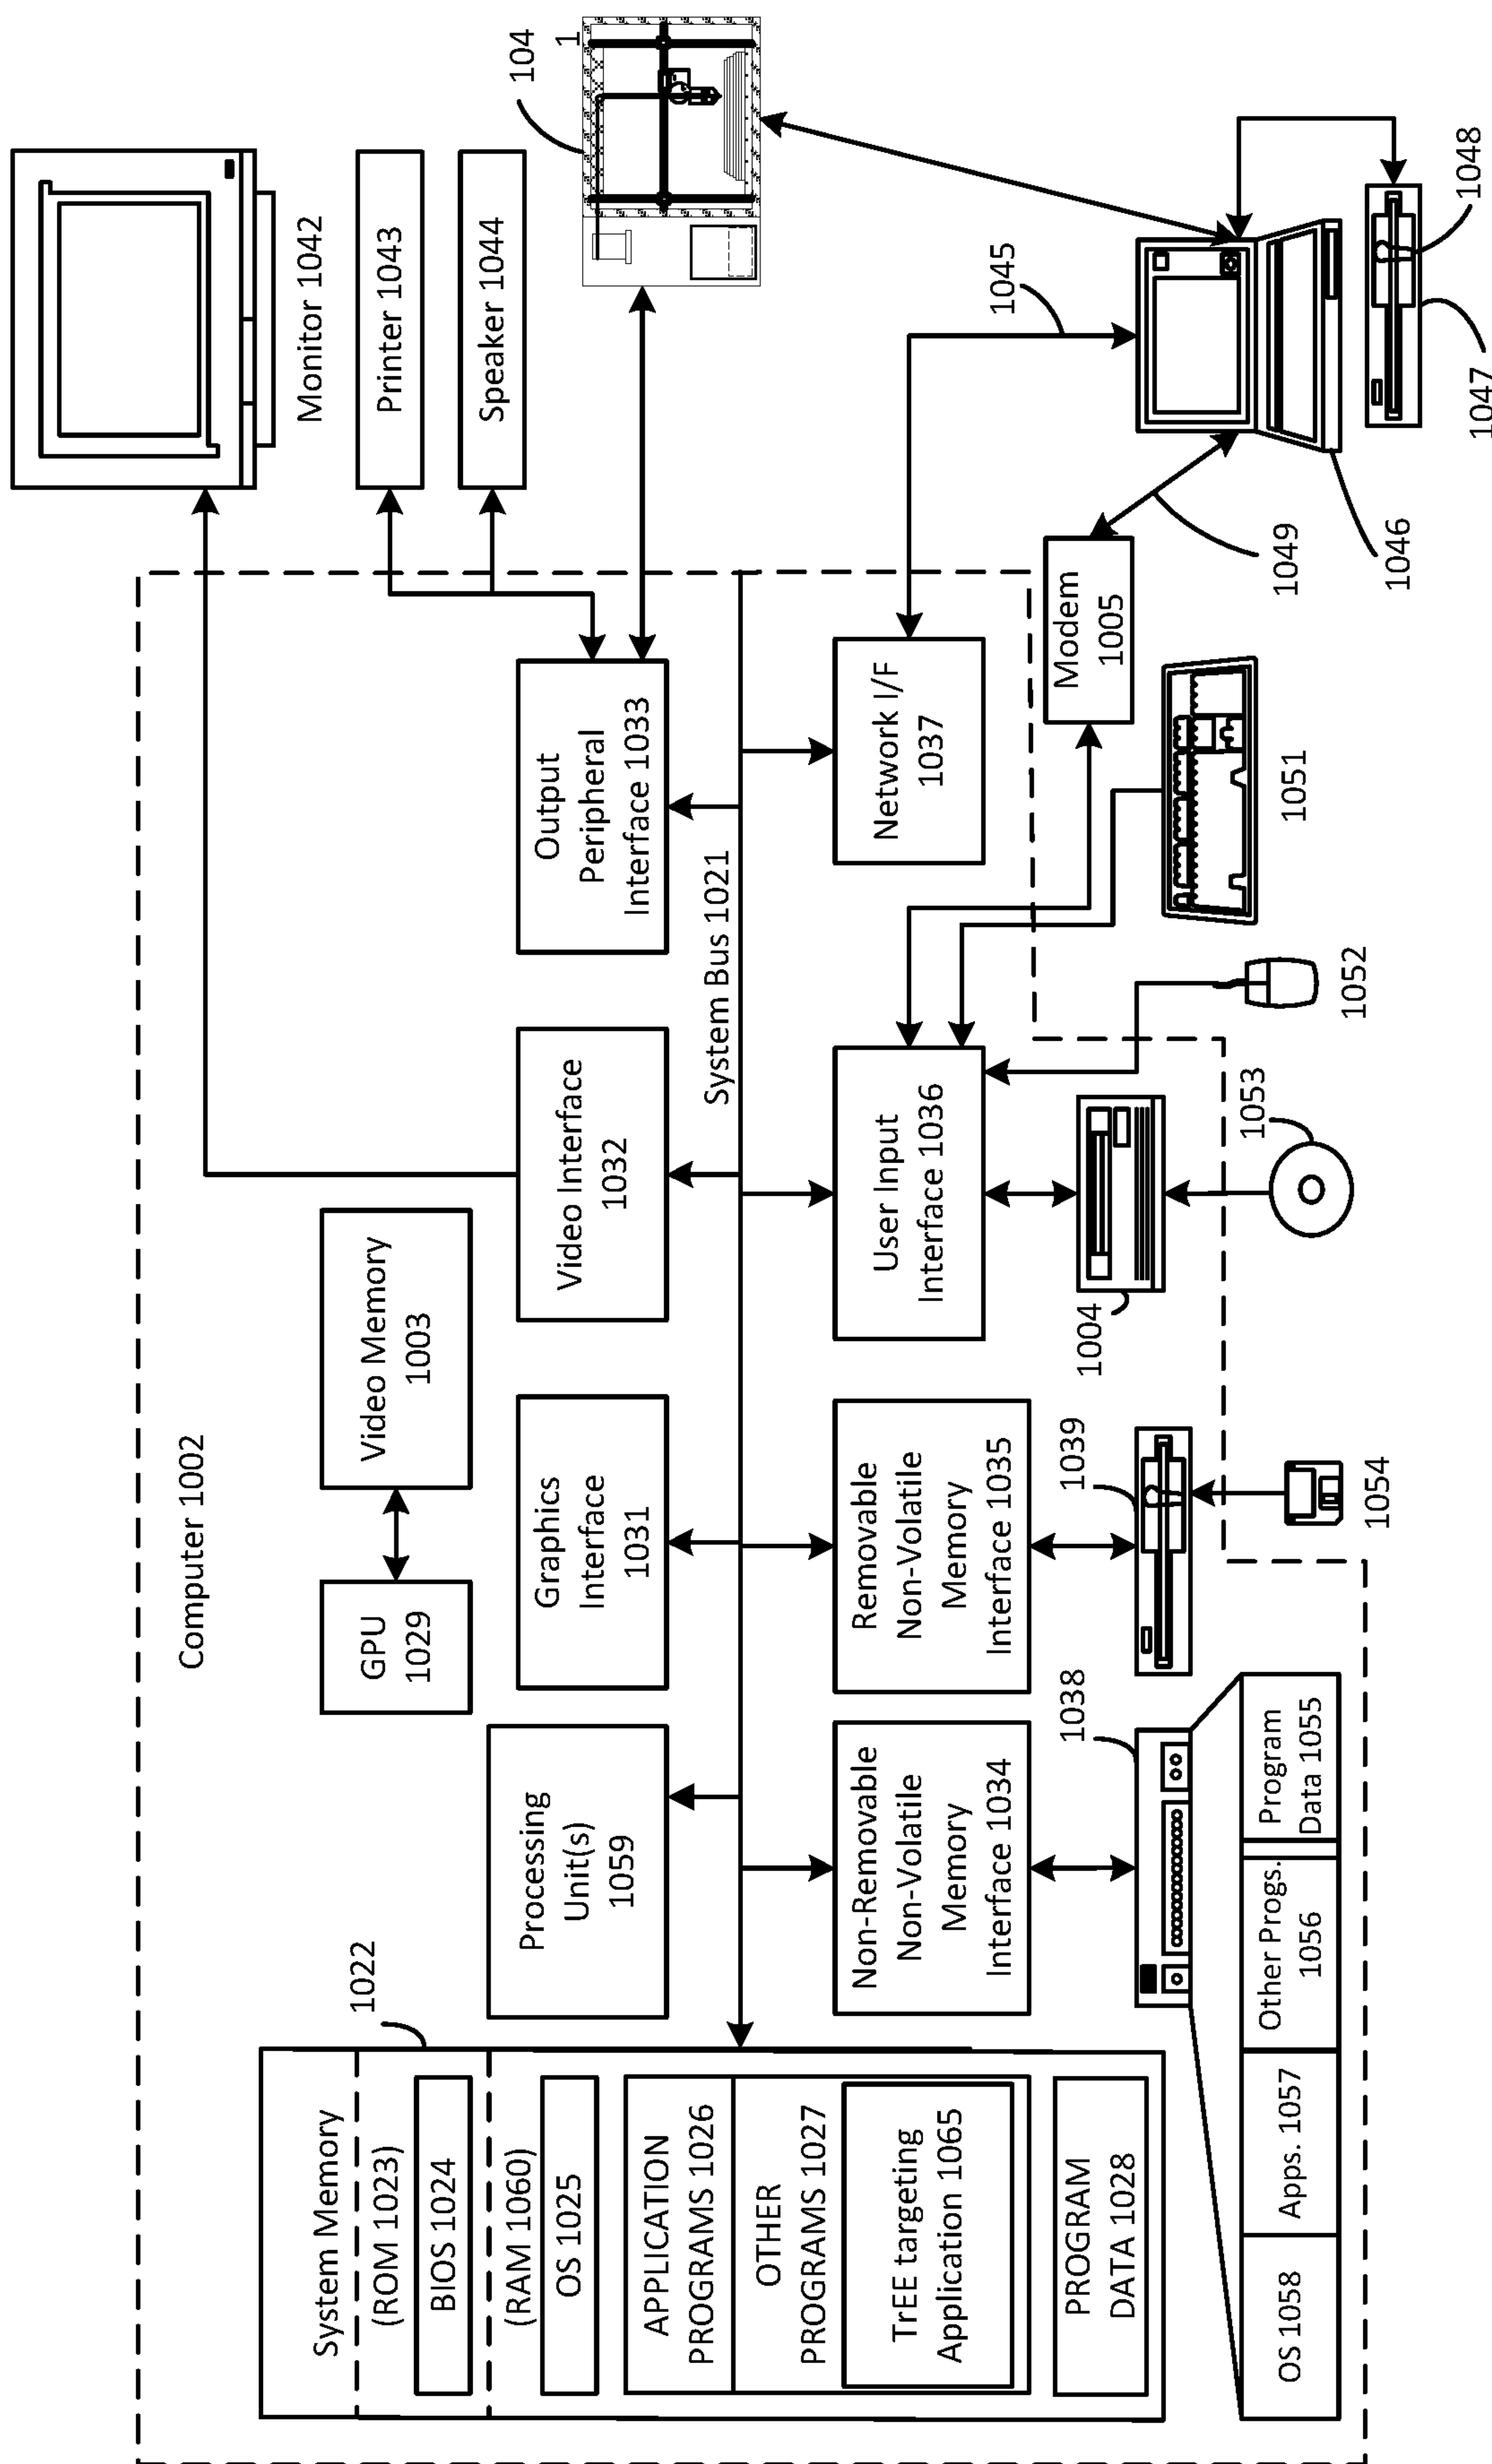 Computer 1002
System Memory
(ROM 1023)
BIOS 1024
(RAM 1060)
OS 1025
APPLICATION
PROGRAMS 1026
OTHER
PROGRAMS 1027
TrEE targeting
Application 1065
PROGRAM
DATA 1028
1022
Processing
Unit(s)
1059
GPU
1029
Video Memory
1003
Graphics
Interface
1031
Video Interface
1032
Output
Peripheral
Interface 1033
System Bus 1021
Non-Removable
Non-Volatile
Memory
Interface 1034
Removable
Non-Volatile
Memory
Interface 1035
User Input
Interface 1036
Network I/F
1037
Monitor 1042
Printer 1043
Speaker 1044
104
1
1045
Modem
1005
1049
1046
1047
1048
1038
1039
1004
1053
1052
1051
1054
OS 1058
Apps. 1057
Other Progs.
1056
Program
Data 1055